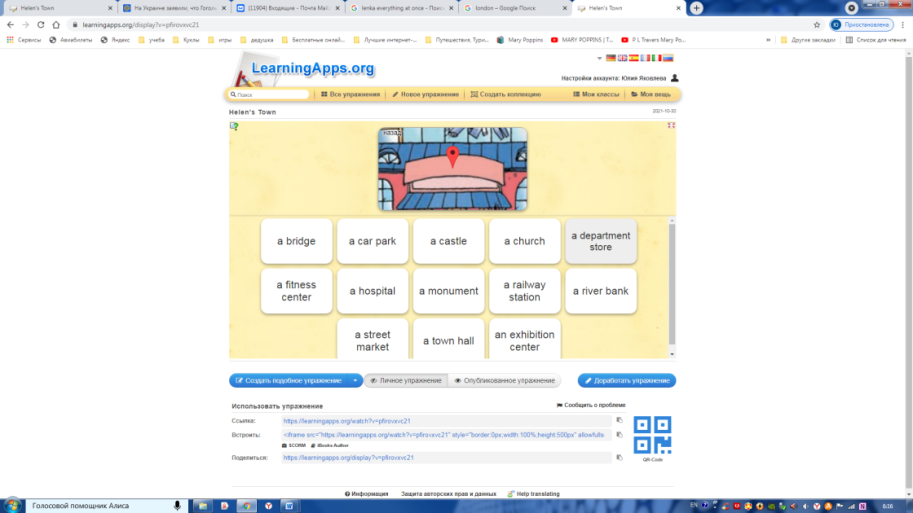 Helen's Town
На Украине заявили, что Голол
(11904) Входящие - Почта Mail
lenka everything at once - Поис
london – Google Поиск
Helen's Town
learningapps.org/display?v=pfirovxvc21
Приостановлена
Сервисы
Авиабилеты
Яндекс
учеба
Куклы
игры
дедушка
Бесплатные онлай...
Лучшие интернет-...
Путешествия, Тури...
Mary Poppins
MARY POPPINS | T...
P L Travers Mary Po...
»
Другие закладки
Список для чтения
LearningApps.org
Настройки аккаунта: Юлия Яковлева
Поиск
Все упражнения
Новое упражнение
Создать коллекцию
Мои классы
Моя вещь
Helen's Town
2021-10-30
назад
a bridge
a car park
a castle
a church
a department
store
a fitness
center
a hospital
a monument
a railway
station
a river bank
a street
market
a town hall
an exhibition
center
Создать подобное упражнение
Личное упражнение
Опубликованное упражнение
Доработать упражнение
Использовать упражнение
Сообщить о проблеме
Ссылка:
https://learningapps.org/watch?v=pfirovxvc21
Встроить:
<iframe src="https://learningapps.org/watch?v=pfirovxvc21" style="border:0px;width:100%;height:500px" allowfulls
SCORM
iBooks Author
Поделиться:
https://learningapps.org/display?v=pfirovxvc21
QR-Code
Информация
Защита авторских прав и данных
Help translating
Голосовой помощник Алиса
EN